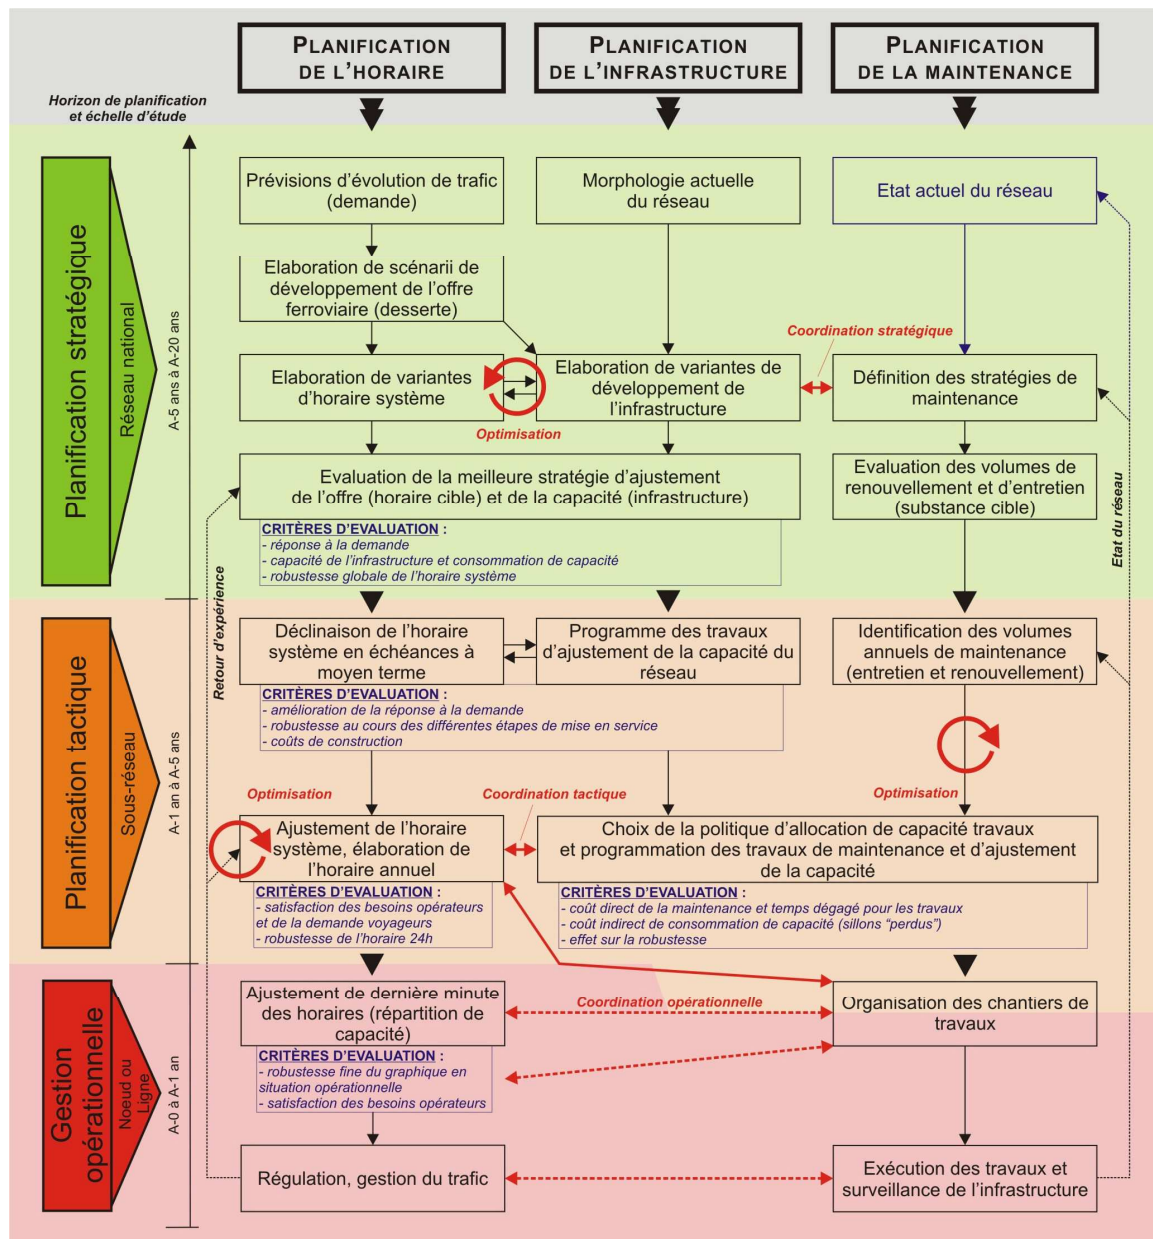 PLANIFICATION
DE L'HORAIRE
PLANIFICATION
DE L'INFRASTRUCTURE
PLANIFICATION
DE LA MAINTENANCE
Horizon de planification
et échelle d'étude
Planification stratégique
Réseau national
A-5 ans à A-20 ans
Prévisions d'évolution de trafic
(demande)
Morphologie actuelle
du réseau
Etat actuel du réseau
Elaboration de scénarii de
développement de l'offre
ferroviaire (desserte)
Coordination stratégique
Elaboration de variantes
d'horaire système
Elaboration de variantes de
développement de
l'infrastructure
Définition des stratégies de
maintenance
Optimisation
Evaluation de la meilleure stratégie d'ajustement
de l'offre (horaire cible) et de la capacité (infrastructure)
Evaluation des volumes de
renouvellement et d'entretien
(substance cible)
CRITÈRES D'EVALUATION :
- réponse à la demande
- capacité de l'infrastructure et consommation de capacité
- robustesse globale de l'horaire système
Etat du réseau
Retour d'expérience
Planification tactique
Sous-réseau
A-1 an à A-5 ans
Déclinaison de l'horaire
système en échéances à
moyen terme
Programme des travaux
d'ajustement de la capacité du
réseau
Identification des volumes
annuels de maintenance
(entretien et renouvellement)
CRITÈRES D'EVALUATION :
- amélioration de la réponse à la demande
- robustesse au cours des différentes étapes de mise en service
- coûts de construction
Optimisation
Coordination tactique
Optimisation
Ajustement de l'horaire
système, élaboration de
l'horaire annuel
Choix de la politique d'allocation de capacité travaux
et programmation des travaux de maintenance et d'ajustement
de la capacité
CRITÈRES D'EVALUATION :
- satisfaction des besoins opérateurs
et de la demande voyageurs
- robustesse de l'horaire 24h
CRITÈRES D'EVALUATION :
- coût direct de la maintenance et temps dégagé pour les travaux
- coût indirect de consommation de capacité (sillons "perdus")
- effet sur la robustesse
Gestion
opérationnelle
Noeud ou
Ligne
A-0 à A-1 an
Ajustement de dernière minute
des horaires (répartition de
capacité)
Coordination opérationnelle
Organisation des chantiers de
travaux
CRITÈRES D'EVALUATION :
- robustesse fine du graphique en
situation opérationnelle
- satisfaction des besoins opérateurs
Régulation, gestion du trafic
Exécution des travaux et
surveillance de l'infrastructure